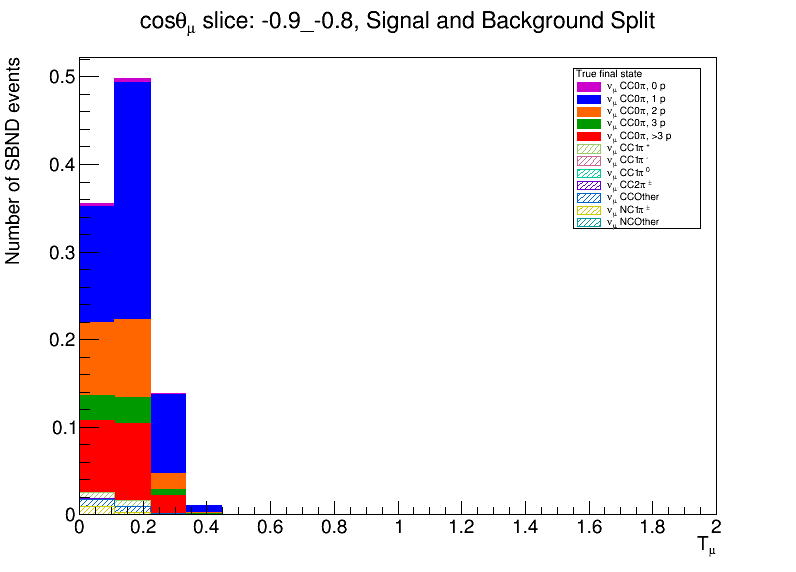 cosθμ slice: -0.9_-0.8, Signal and Background Split
Number of SBND events
0.5
0.4
0.3
0.2
0.1
0
0 0.2 0.4 0.6 0.8 1 1.2 1.4 1.6 1.8 2
Tμ
True final state
νμ CC0π, 0 p
νμ CC0π, 1 p
νμ CC0π, 2 p
νμ CC0π, 3 p
νμ CC0π, >3 p
νμ CC1π+
νμ CC1π-
νμ CC1π0
νμ CC2π±
νμ CCOther
νμ NC1π±
νμ NCOther